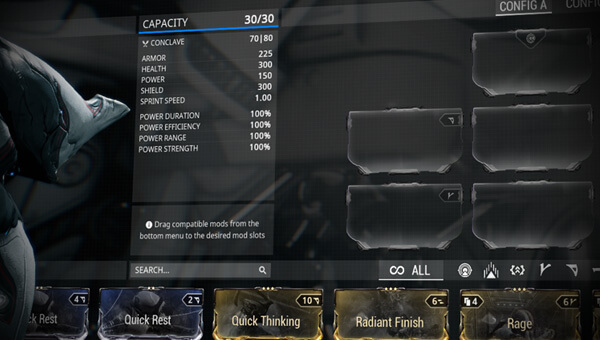 CONFIG A
CONFIG
CAPACITY 30/30
CONCLAVE 70|80
ARMOR 225
HEALTH 300
POWER 150
SHIELD 300
SPRINT SPEED 1.00
POWER DURATION 100%
POWER EFFICIENCY 100%
POWER RANGE 100%
POWER STRENGTH 100%
Drag compatible mods from the
bottom menu to the desired mod slots
SEARCH...
ALL
4
2
10
6
4
6
k Rest
Quick Rest
Quick Thinking
Radiant Finish
Rage